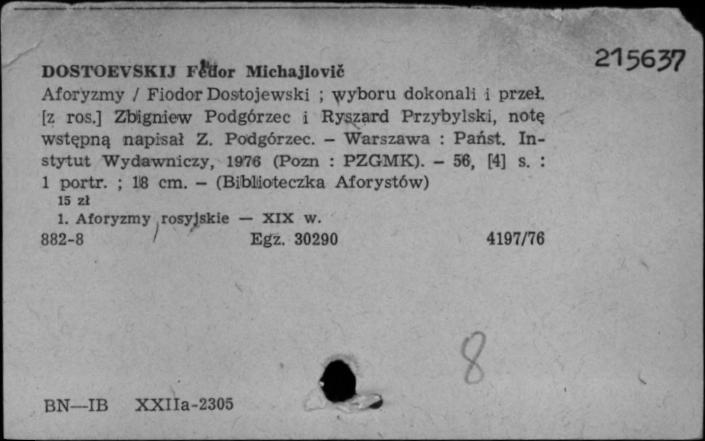 215637
DOSTOEVSKIJ Fëdor Michajlovič
Aforyzmy / Fiodor Dostojewski ; wyboru dokonali i przeł.
[z ros.] Zbigniew Podgórzec i Ryszard Przybylski, notę
wstępną napisał Z. Podgórzec. — Warszawa : Państ. In-
stytut Wydawniczy, 1976 (Pozn : PZGMK). — 56, [4] s. :
1 portr. ; 18 cm. — (Biblioteczka Aforystów)
15 zł
1. Aforyzmy rosyjskie — XIX w.
882-8 Egz. 30290 4197/76
8
BN—IB XXIIa-2305